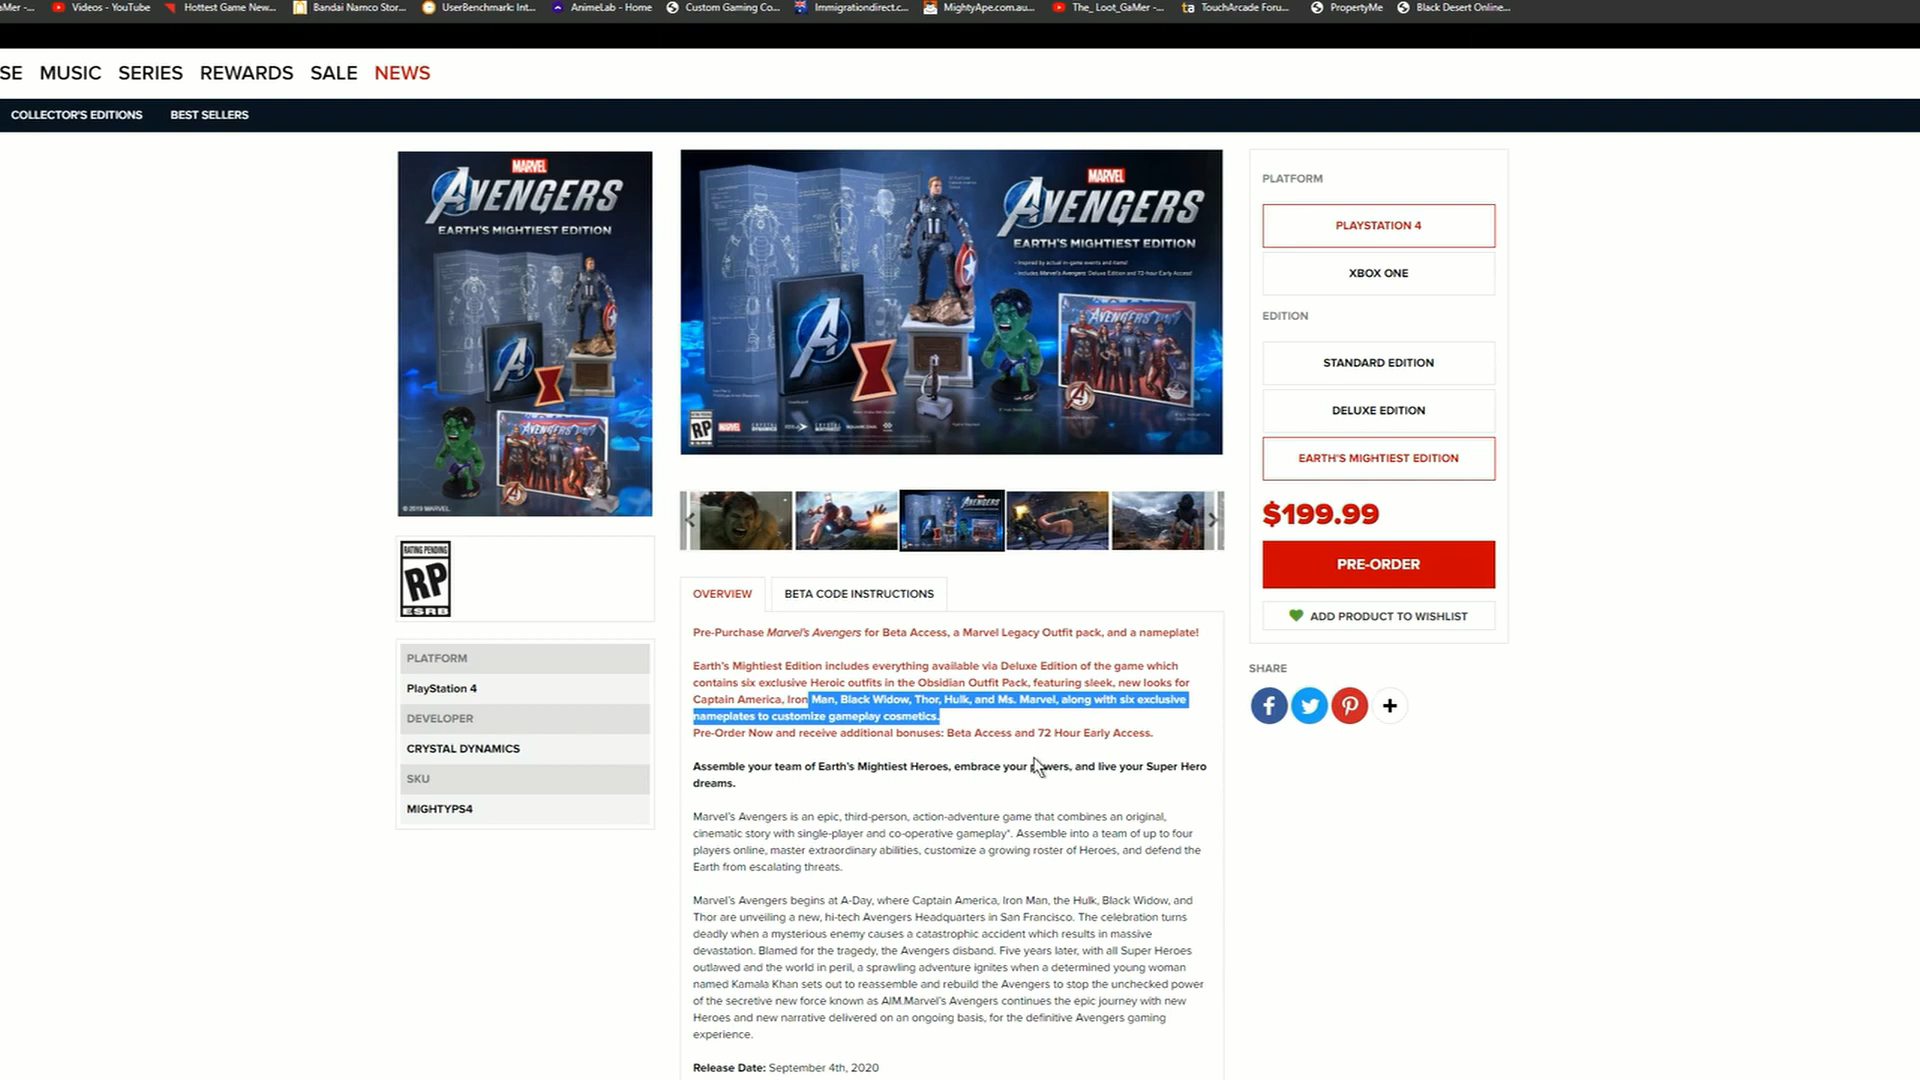 aMer -...
Videos - YouTube
Hottest Game New...
Bandai Namco Stor...
UserBenchmark: Int...
AnimeLab - Home
Custom Gaming Co...
Immigrationdirect.c...
MightyApe.com.au...
The_ Loot_GaMer -...
TouchArcade Foru...
PropertyMe
Black Desert Online...
SE MUSIC SERIES REWARDS SALE NEWS
COLLECTOR'S EDITIONS BEST SELLERS
MARVEL
AVENGERS
EARTH'S MIGHTIEST EDITION
AVENGERS
© 2019 MARVEL
MARVEL
AVENGERS
EARTH'S MIGHTIEST EDITION
• Inspired by actual in-game events and items!
• Includes Marvel's Avengers: Deluxe Edition and 72-hour Early Access!
AVENGERS
RP
MARVEL
PLATFORM
PLAYSTATION 4
XBOX ONE
EDITION
STANDARD EDITION
DELUXE EDITION
EARTH'S MIGHTIEST EDITION
$199.99
PRE-ORDER
ADD PRODUCT TO WISHLIST
SHARE
RATING PENDING
RP
ESRB
PLATFORM
PlayStation 4
DEVELOPER
CRYSTAL DYNAMICS
SKU
MIGHTYPS4
OVERVIEW
BETA CODE INSTRUCTIONS
Pre-Purchase Marvel's Avengers for Beta Access, a Marvel Legacy Outfit pack, and a nameplate!
Earth's Mightiest Edition includes everything available via Deluxe Edition of the game which
contains six exclusive Heroic outfits in the Obsidian Outfit Pack, featuring sleek, new looks for
Captain America, Iron Man, Black Widow, Thor, Hulk, and Ms. Marvel, along with six exclusive
nameplates to customize gameplay cosmetics.
Pre-Order Now and receive additional bonuses: Beta Access and 72 Hour Early Access.
Assemble your team of Earth's Mightiest Heroes, embrace your powers, and live your Super Hero
dreams.
Marvel's Avengers is an epic, third-person, action-adventure game that combines an original,
cinematic story with single-player and co-operative gameplay*. Assemble into a team of up to four
players online, master extraordinary abilities, customize a growing roster of Heroes, and defend the
Earth from escalating threats.
Marvel's Avengers begins at A-Day, where Captain America, Iron Man, the Hulk, Black Widow, and
Thor are unveiling a new, hi-tech Avengers Headquarters in San Francisco. The celebration turns
deadly when a mysterious enemy causes a catastrophic accident which results in massive
devastation. Blamed for the tragedy, the Avengers disband. Five years later, with all Super Heroes
outlawed and the world in peril, a sprawling adventure ignites when a determined young woman
named Kamala Khan sets out to reassemble and rebuild the Avengers to stop the unchecked power
of the secretive new force known as AIM.Marvel's Avengers continues the epic journey with new
Heroes and new narrative delivered on an ongoing basis, for the definitive Avengers gaming
experience.
Release Date: September 4th, 2020